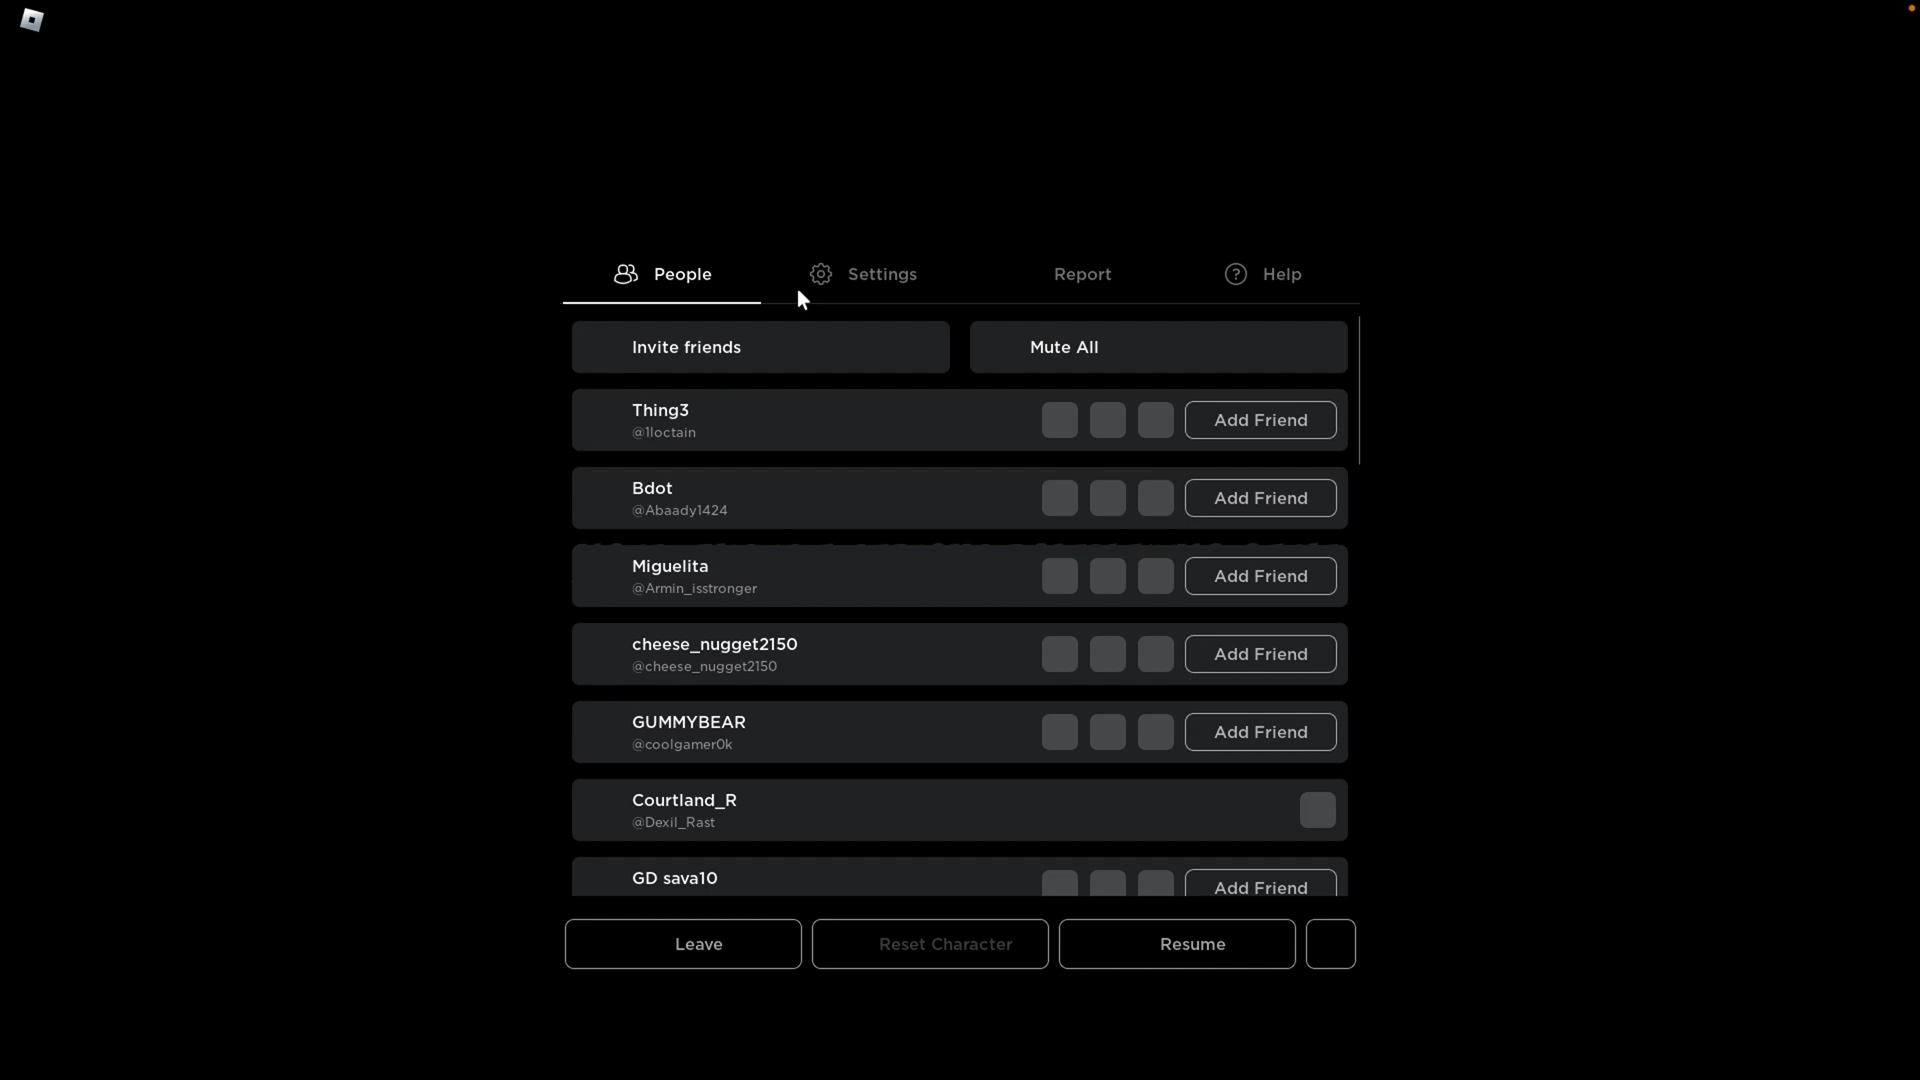 People
Settings
Report
Help
Invite friends
Mute All
Thing3
@1loctain
Add Friend
Bdot
@Abaady1424
Add Friend
Miguelita
@Armin_isstronger
Add Friend
cheese_nugget2150
@cheese_nugget2150
Add Friend
GUMMYBEAR
@coolgamer0k
Add Friend
Courtland_R
@Dexil_Rast
GD sava10
Add Friend
Leave
Reset Character
Resume